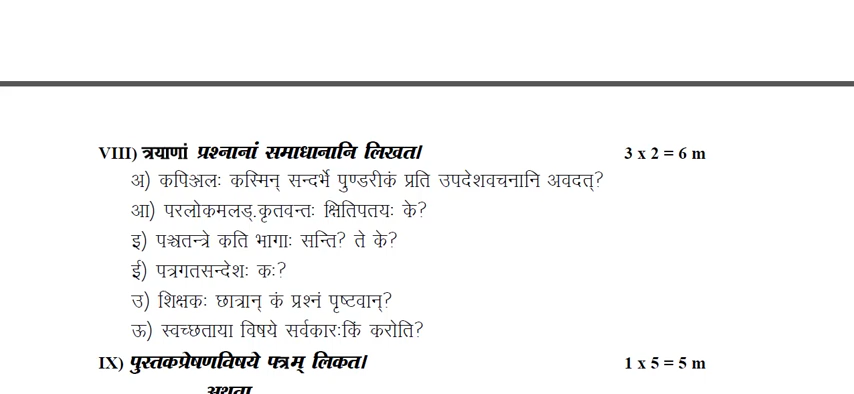 VIII) त्रयाणां प्रश्नानां समाधानानि लिखत। 3 x 2 = 6 m
अ) कपिञ्जलः कस्मिन् सन्दर्भे पुण्डरीकं प्रति उपदेशवचनानि अवदत्?
आ) परलोकमलङ्.कृतवन्तः क्षितिपतयः के?
इ) पञ्चतन्त्रे कति भागाः सन्ति? ते के?
ई) पत्रगतसन्देशः कः?
उ) शिक्षकः छात्रान् कं प्रश्नं पृष्टवान्?
ऊ) स्वच्छताया विषये सर्वकारःकिं करोति?
IX) पुस्तकप्रेषणविषये पत्रम् लिकत। 1 x 5 = 5 m
अथवा